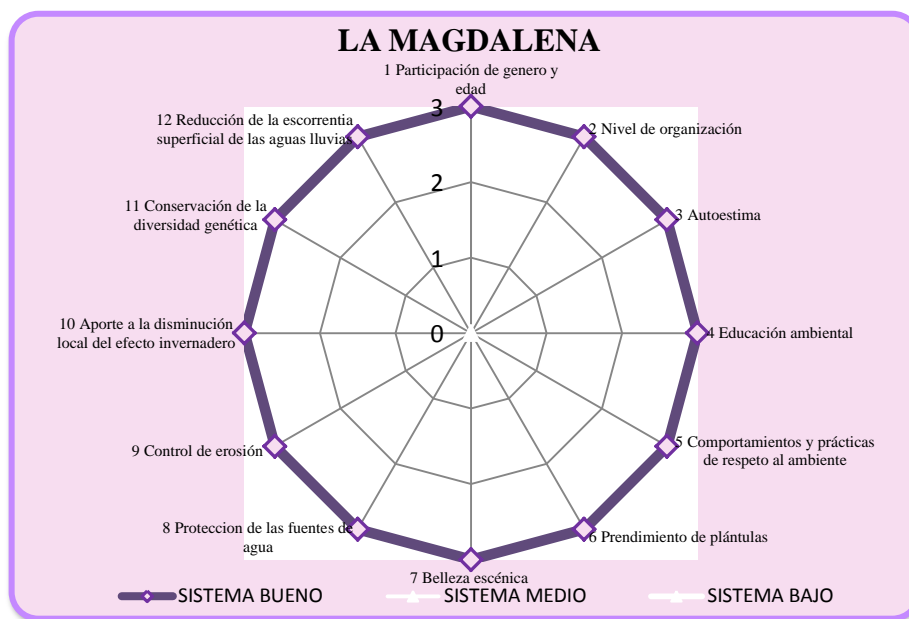 LA MAGDALENA
1 Participación de genero y
edad
12 Reducción de la escorrentia
superficial de las aguas lluvias
2 Nivel de organización
11 Conservación de la
diversidad genética
3 Autoestima
10 Aporte a la disminución
local del efecto invernadero
4 Educación ambiental
9 Control de erosión
5 Comportamientos y prácticas
de respeto al ambiente
8 Proteccion de las fuentes de
agua
6 Prendimiento de plántulas
7 Belleza escénica
3
2
1
0
SISTEMA BUENO
SISTEMA MEDIO
SISTEMA BAJO